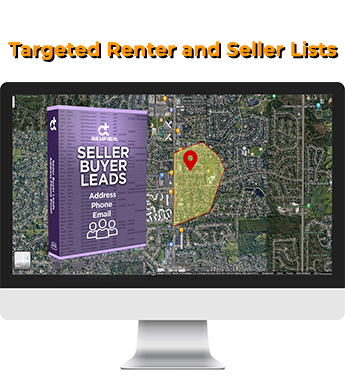 Targeted Renter and Seller Lists
SELLER
BUYER
LEADS
Address
Phone
Email